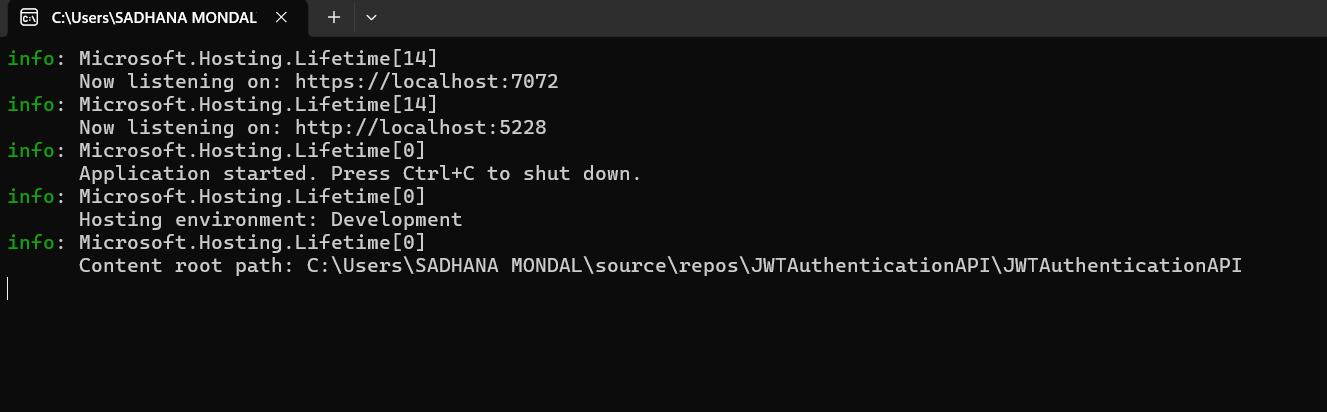 C:\Users\SADHANA MONDAL
info: Microsoft.Hosting.Lifetime[14]
Now listening on: https://localhost:7072
info: Microsoft.Hosting.Lifetime[14]
Now listening on: http://localhost:5228
info: Microsoft.Hosting.Lifetime[0]
Application started. Press Ctrl+C to shut down.
info: Microsoft.Hosting.Lifetime[0]
Hosting environment: Development
info: Microsoft.Hosting.Lifetime[0]
Content root path: C:\Users\SADHANA MONDAL\source\repos\JWTAuthenticationAPI\JWTAuthenticationAPI